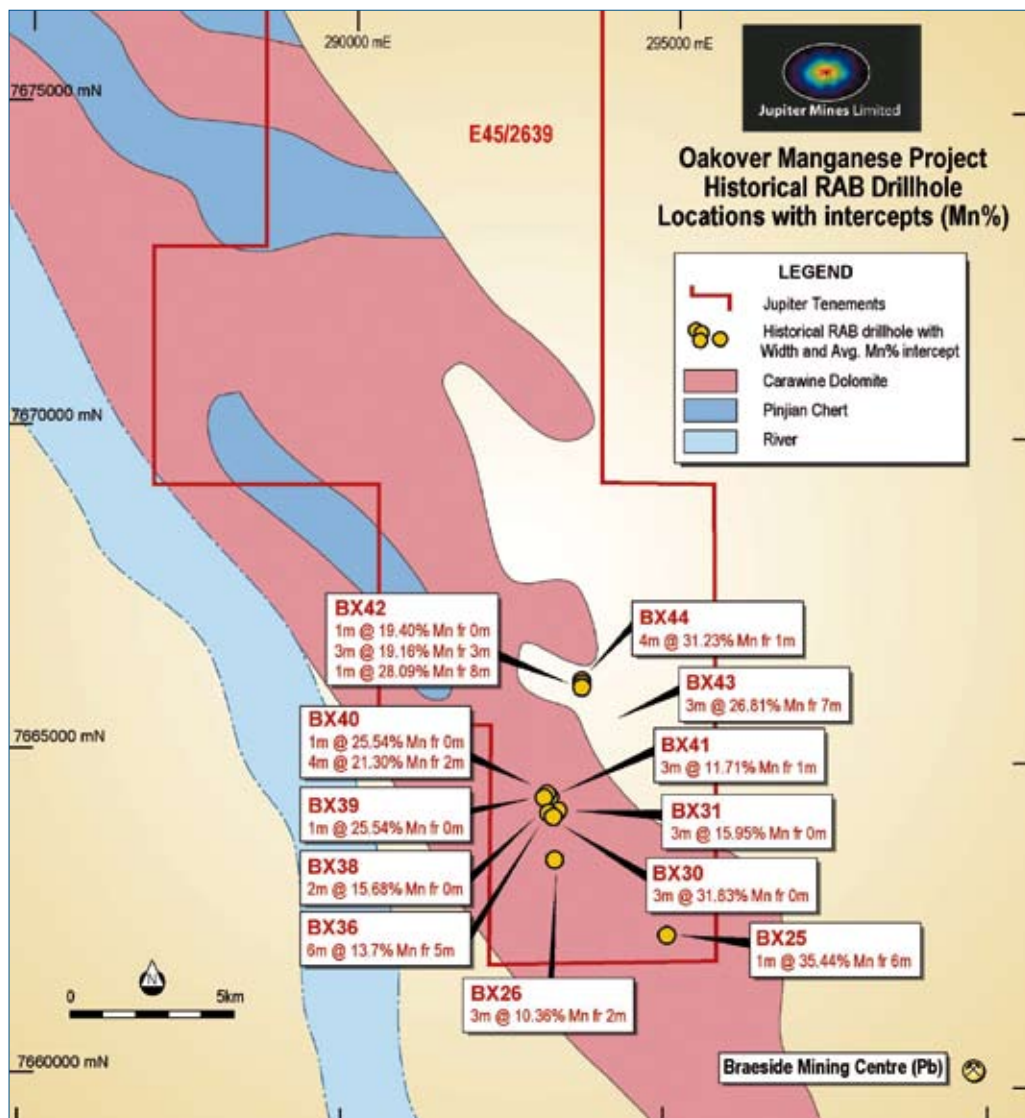 290000 mE
295000 mE
7675000 mN
Jupiter Mines Limited
E45/2639
Oakover Manganese Project
Historical RAB Drillhole
Locations with intercepts (Mn%)
LEGEND
Jupiter Tenements
Historical RAB drillhole with
Width and Avg. Mn% intercept
Carawine Dolomite
Pinjian Chert
River
7670000 mN
BX42
1m @ 19.40% Mn fr 0m
3m @ 19.16% Mn fr 3m
1m @ 28.09% Mn fr 8m
BX44
4m @ 31.23% Mn fr 1m
BX43
3m @ 26.81% Mn fr 7m
BX40
1m @ 25.54% Mn fr 0m
4m @ 21.30% Mn fr 2m
7665000 mN
BX41
3m @ 11.71% Mn fr 1m
BX39
1m @ 25.54% Mn fr 0m
BX31
3m @ 15.95% Mn fr 0m
BX38
2m @ 15.68% Mn fr 0m
BX30
3m @ 31.83% Mn fr 0m
BX36
6m @ 13.7% Mn fr 5m
BX25
1m @ 35.44% Mn fr 6m
BX26
3m @ 10.36% Mn fr 2m
N
0
5km
7660000 mN
Braeside Mining Centre (Pb)